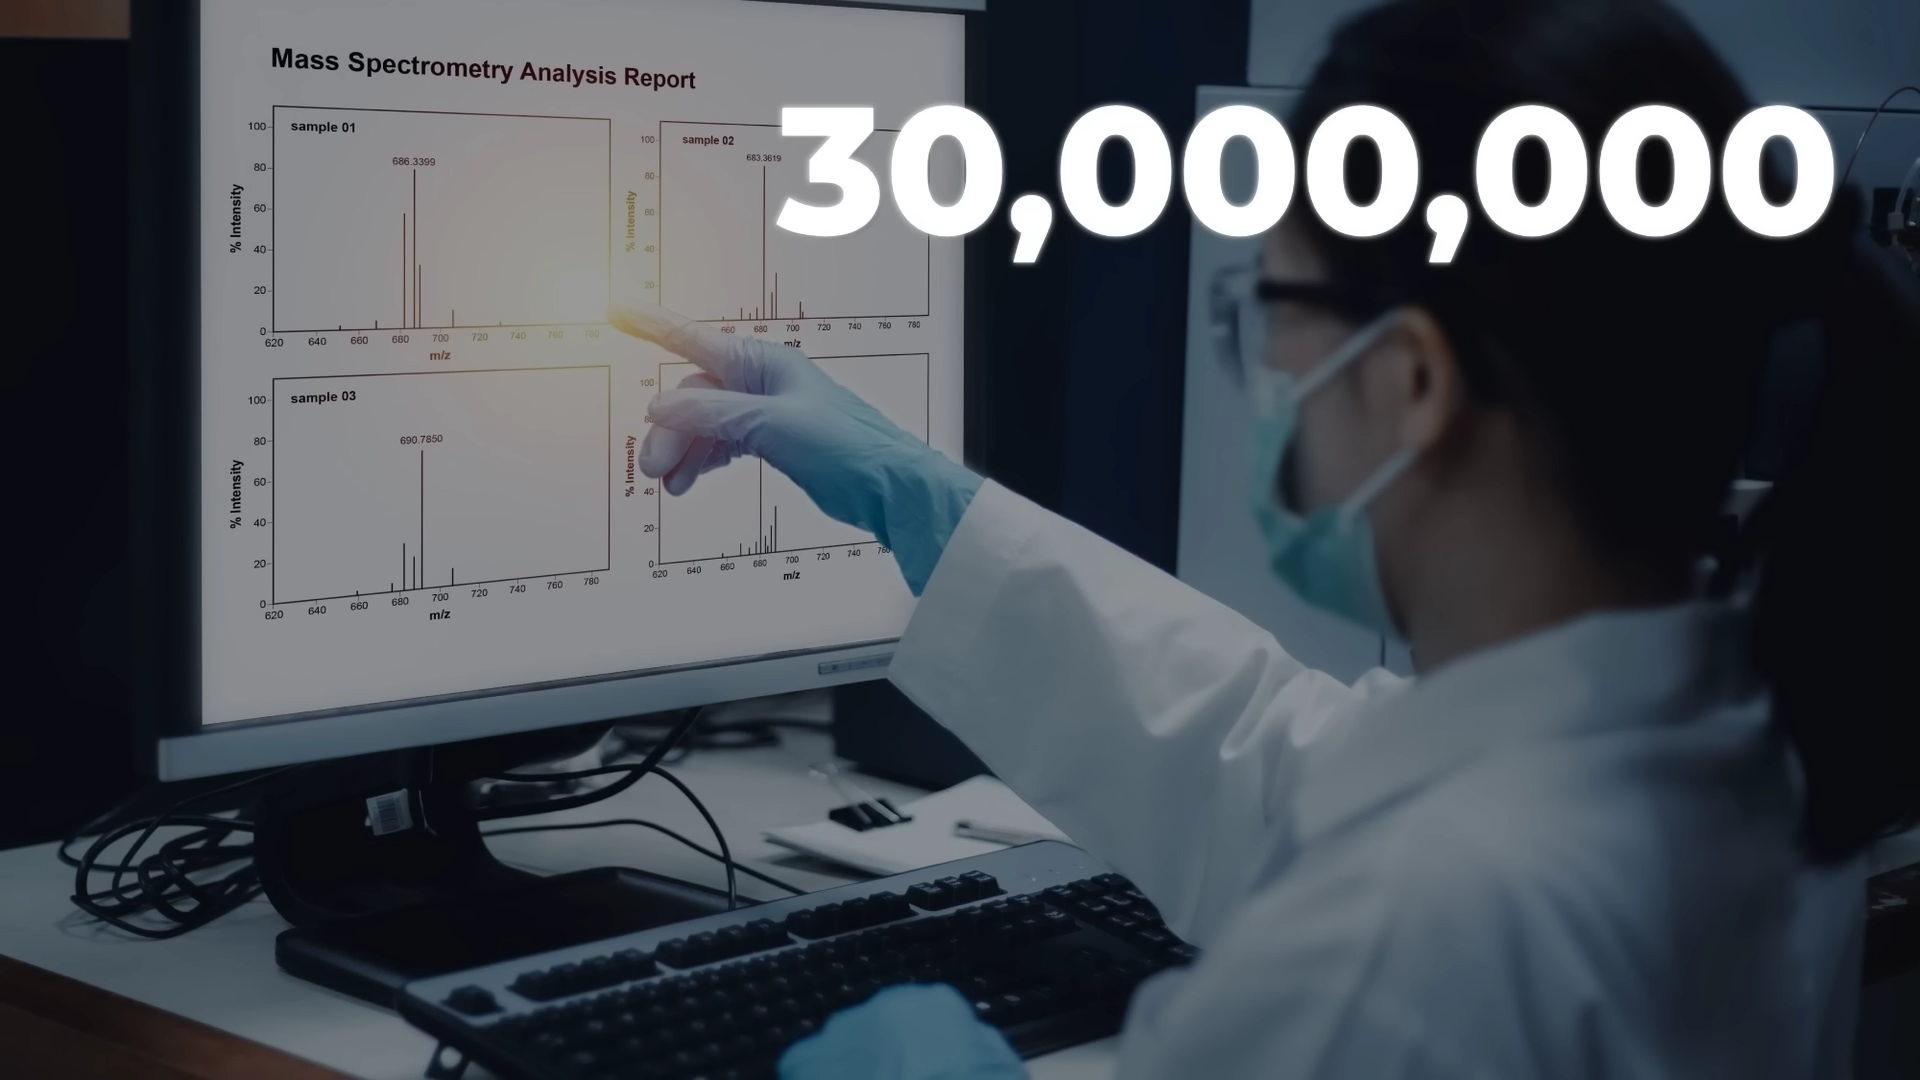 Mass Spectrometry Analysis Report
30,000,000
sample 01
686.3399
% Intensity
100
80
60
40
20
0
620 640 660 680 700 720 740 760 780
m/z
sample 02
683.3619
% Intensity
100
80
60
40
20
660 680 700 720 740 760 780
m/z
sample 03
690.7850
% Intensity
100
80
60
40
20
0
620 640 660 680 700 720 740 760 780
m/z
% Intensity
100
80
40
20
0
620 640 660 680 700 720 740
m/z